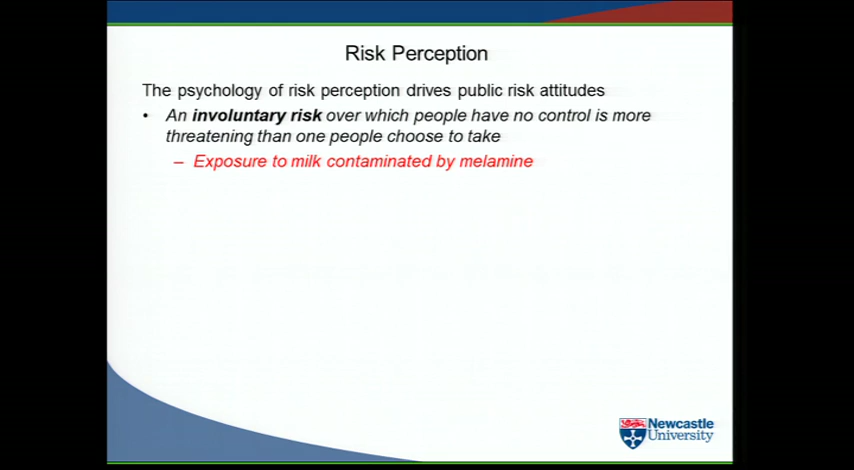 Risk Perception
The psychology of risk perception drives public risk attitudes
• An involuntary risk over which people have no control is more
threatening than one people choose to take
– Exposure to milk contaminated by melamine
Newcastle
University